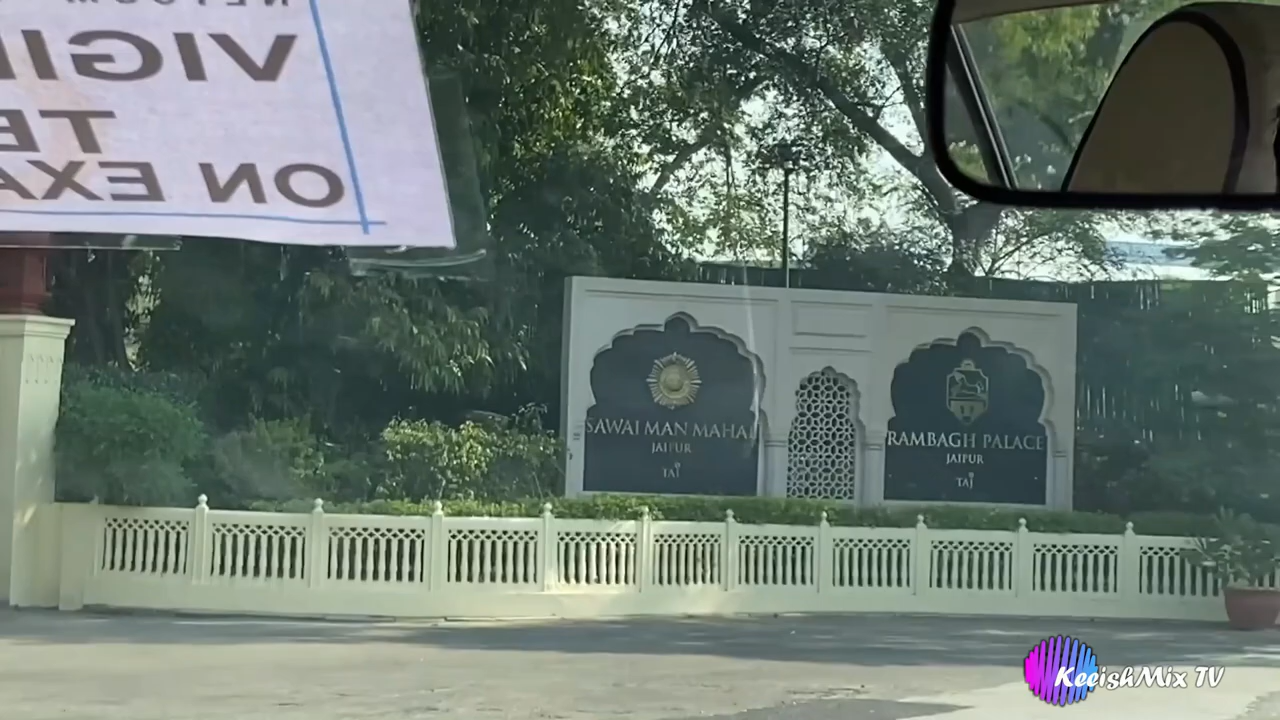 VIGI
TE
ON EXA
SAWAI MAN MAHAL
JAIPUR
TAJ
RAMBAGH PALACE
JAIPUR
TAJ
KeeishMix TV